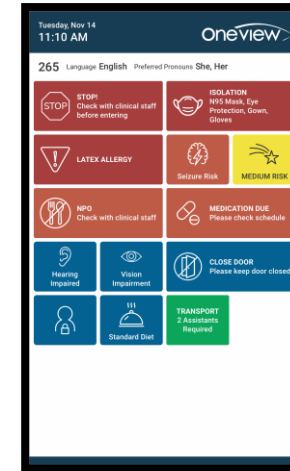 Tuesday, Nov 14
11:10 AM
oneview
265 Language English Preferred Pronouns She, Her
STOP
STOP!
Check with clinical staff
before entering
ISOLATION
N95 Mask, Eye
Protection, Gown,
Gloves
LATEX ALLERGY
Seizure Risk
MEDIUM RISK
NPO
Check with clinical staff
MEDICATION DUE
Please check schedule
Hearing
Impaired
Vision
Impairment
CLOSE DOOR
Please keep door closed
Standard Diet
TRANSPORT
2 Assistants
Required